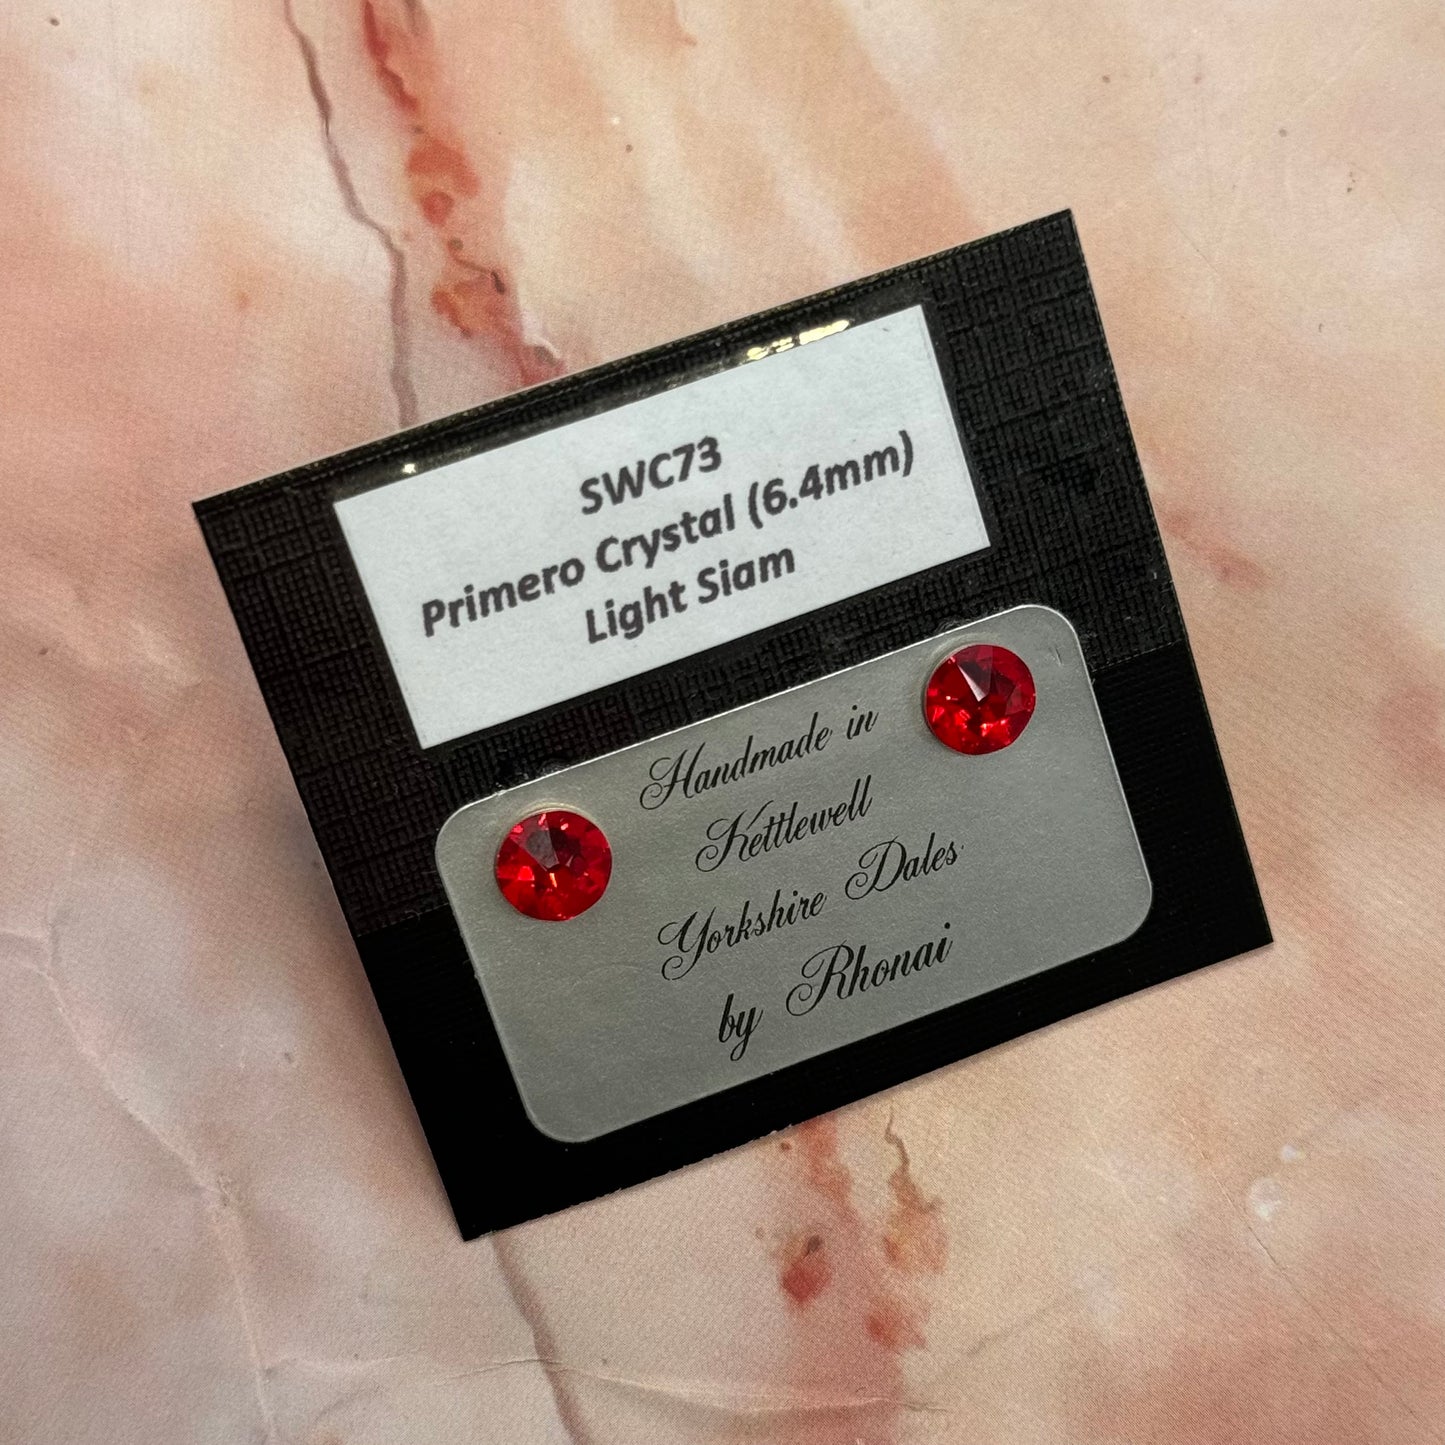 SWC73
Primero Crystal (6.4mm)
Light Siam
Handmade in
Kettlewell
Yorkshire Dales
by Rhonai